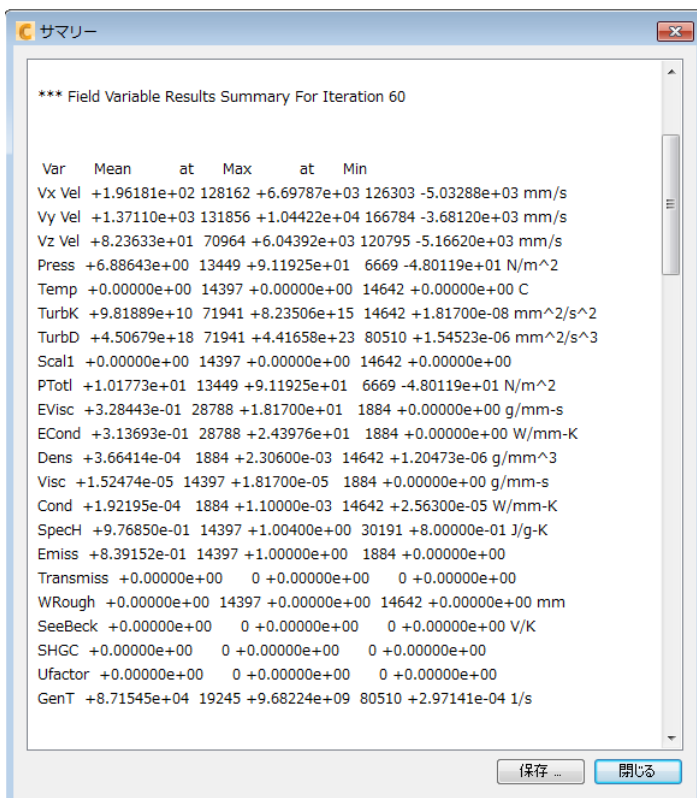 C サマリー
*** Field Variable Results Summary For Iteration 60
Var Mean at Max at Min
Vx Vel +1.96181e+02 128162 +6.69787e+03 126303 -5.03288e+03 mm/s
Vy Vel +1.37110e+03 131856 +1.04422e+04 166784 -3.68120e+03 mm/s
Vz Vel +8.23633e+01 70964 +6.04392e+03 120795 -5.16620e+03 mm/s
Press +6.88643e+00 13449 +9.11925e+01 6669 -4.80119e+01 N/m^2
Temp +0.00000e+00 14397 +0.00000e+00 14642 +0.00000e+00 C
TurbK +9.81889e+10 71941 +8.23506e+15 14642 +1.81700e-08 mm^2/s^2
TurbD +4.50679e+18 71941 +4.41658e+23 80510 +1.54523e-06 mm^2/s^3
Scal1 +0.00000e+00 14397 +0.00000e+00 14642 +0.00000e+00
PTotl +1.01773e+01 13449 +9.11925e+01 6669 -4.80119e+01 N/m^2
EVisc +3.28443e-01 28788 +1.81700e+01 1884 +0.00000e+00 g/mm-s
ECond +3.13693e-01 28788 +2.43976e+01 1884 +0.00000e+00 W/mm-K
Dens +3.66414e-04 1884 +2.30600e-03 14642 +1.20473e-06 g/mm^3
Visc +1.52474e-05 14397 +1.81700e-05 1884 +0.00000e+00 g/mm-s
Cond +1.92195e-04 1884 +1.10000e-03 14642 +2.56300e-05 W/mm-K
SpecH +9.76850e-01 14397 +1.00400e+00 30191 +8.00000e-01 J/g-K
Emiss +8.39152e-01 14397 +1.00000e+00 1884 +0.00000e+00
Transmiss +0.00000e+00 0 +0.00000e+00 0 +0.00000e+00
WRough +0.00000e+00 14397 +0.00000e+00 14642 +0.00000e+00 mm
SeeBeck +0.00000e+00 0 +0.00000e+00 0 +0.00000e+00 V/K
SHGC +0.00000e+00 0 +0.00000e+00 0 +0.00000e+00
Ufactor +0.00000e+00 0 +0.00000e+00 0 +0.00000e+00
GenT +8.71545e+04 19245 +9.68224e+09 80510 +2.97141e-04 1/s
保存 ... 閉じる